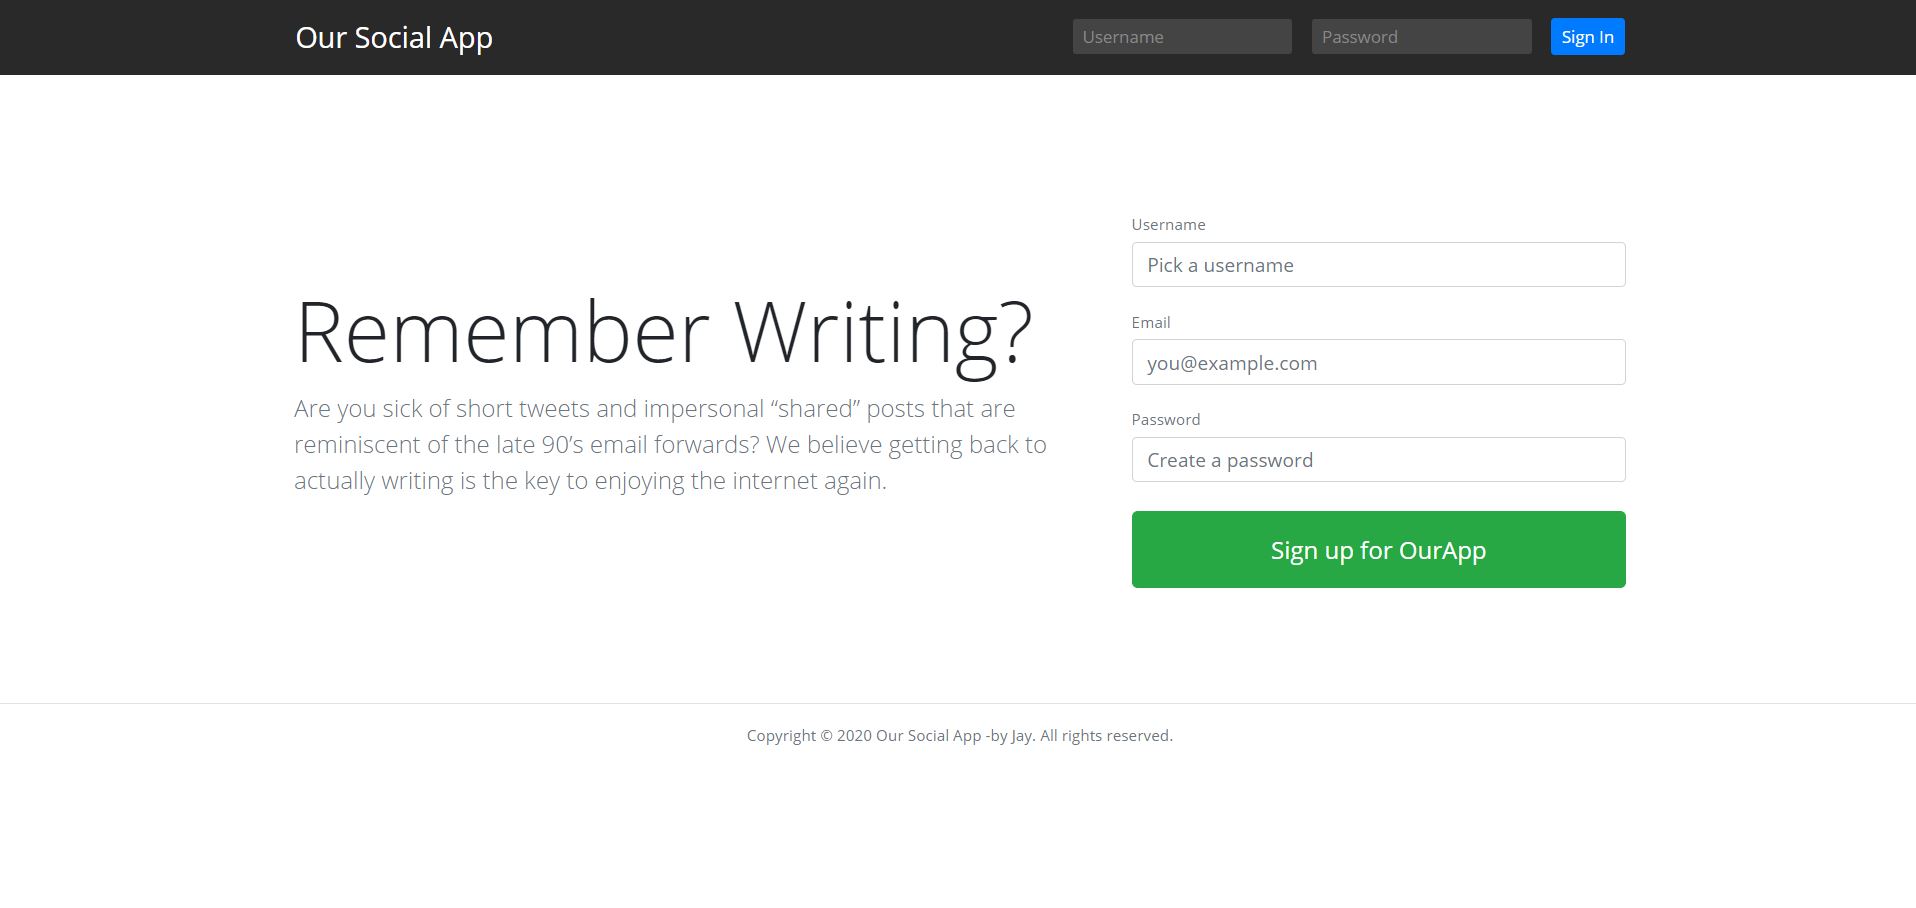 Our Social App
Username
Password
Sign In
Remember Writing?
Are you sick of short tweets and impersonal “shared” posts that are
reminiscent of the late 90’s email forwards? We believe getting back to
actually writing is the key to enjoying the internet again.
Username
Pick a username
Email
you@example.com
Password
Create a password
Sign up for OurApp
Copyright © 2020 Our Social App -by Jay. All rights reserved.